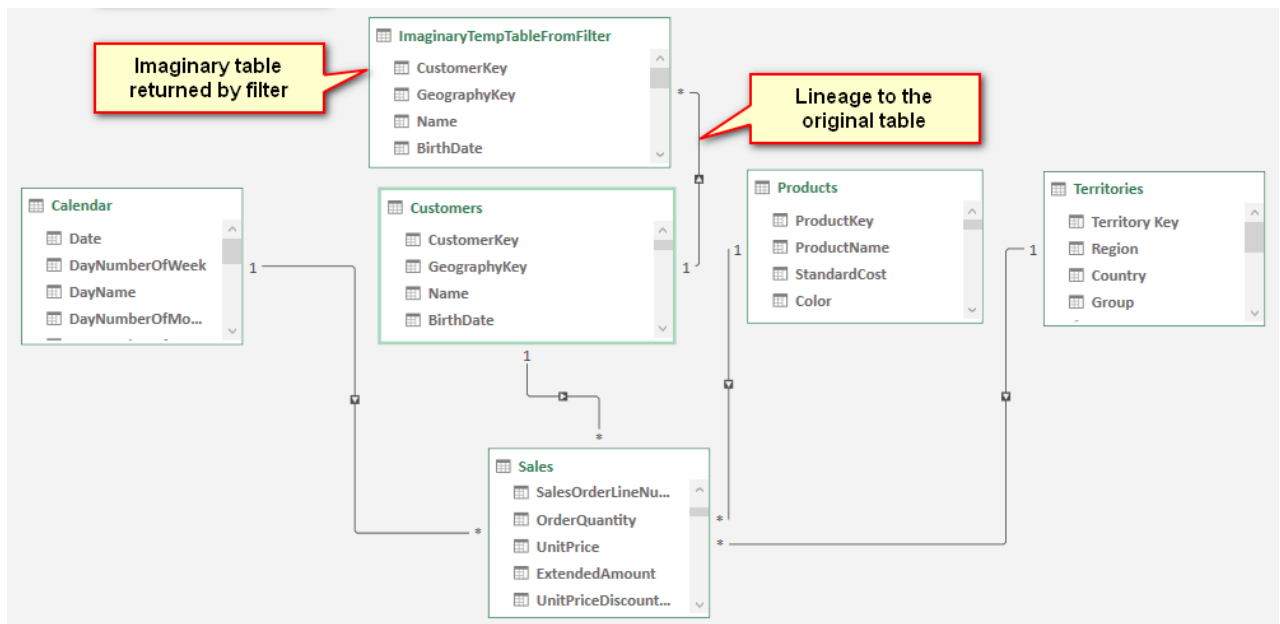 ImaginaryTempTableFromFilter
CustomerKey
GeographyKey
Name
BirthDate
Imaginary table
returned by filter
Lineage to the
original table
*
1
Calendar
Date
DayNumberOfWeek
DayName
DayNumberOfMo...
1
Customers
CustomerKey
GeographyKey
Name
BirthDate
1
Products
ProductKey
ProductName
StandardCost
Color
1
Territories
Territory Key
Region
Country
Group
1
*
Sales
SalesOrderLineNu...
OrderQuantity
UnitPrice
ExtendedAmount
UnitPriceDiscount...
*
*
*